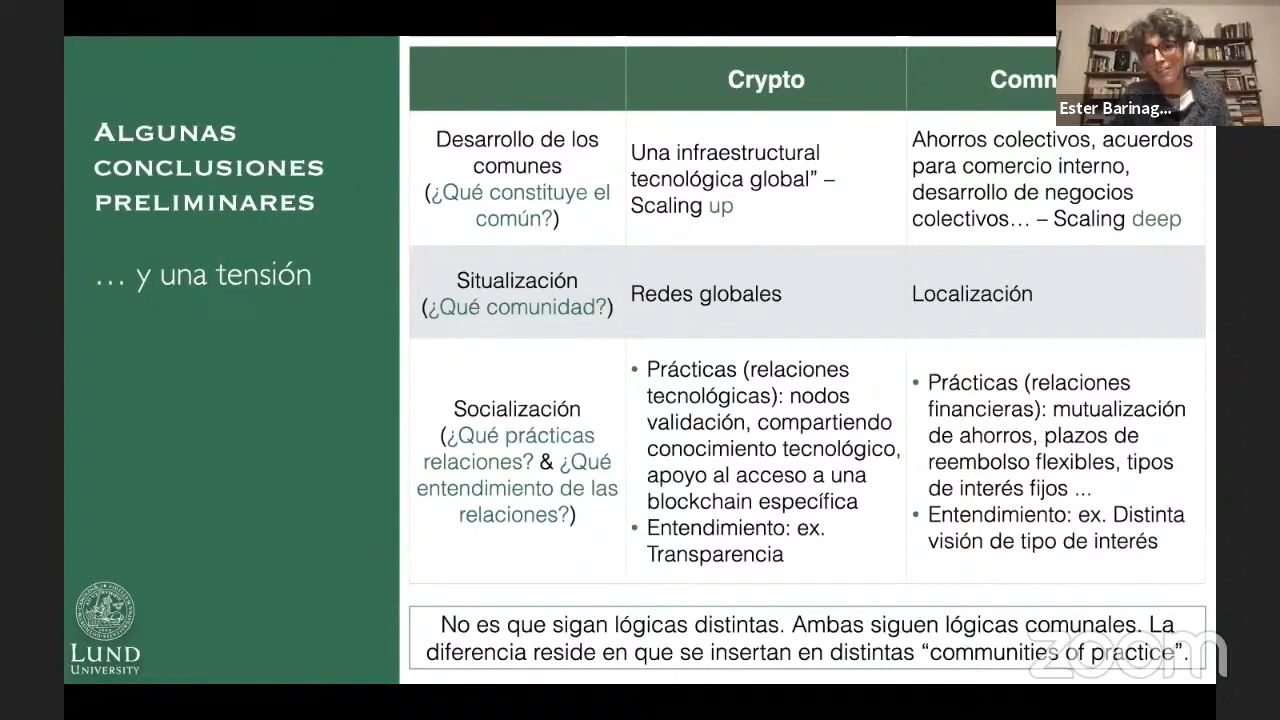 ALGUNAS
CONCLUSIONES
PRELIMINARES
… y una tensión
LUND
UNIVERSITY
Crypto
Comm
Ester Barinag...
Desarrollo de los
comunes
(¿Qué constituye el
común?)
Una infraestructural
tecnológica global” –
Scaling up
Ahorros colectivos, acuerdos
para comercio interno,
desarrollo de negocios
colectivos… – Scaling deep
Situalización
(¿Qué comunidad?)
Redes globales
Localización
Socialización
(¿Qué prácticas
relaciones? & ¿Qué
entendimiento de las
relaciones?)
• Prácticas (relaciones
tecnológicas): nodos
validación, compartiendo
conocimiento tecnológico,
apoyo al acceso a una
blockchain específica
• Entendimiento: ex.
Transparencia
• Prácticas (relaciones
financieras): mutualización
de ahorros, plazos de
reembolso flexibles, tipos
de interés fijos ...
• Entendimiento: ex. Distinta
visión de tipo de interés
No es que sigan lógicas distintas. Ambas siguen lógicas comunales. La
diferencia reside en que se insertan en distintas “communities of practice”.
zoom